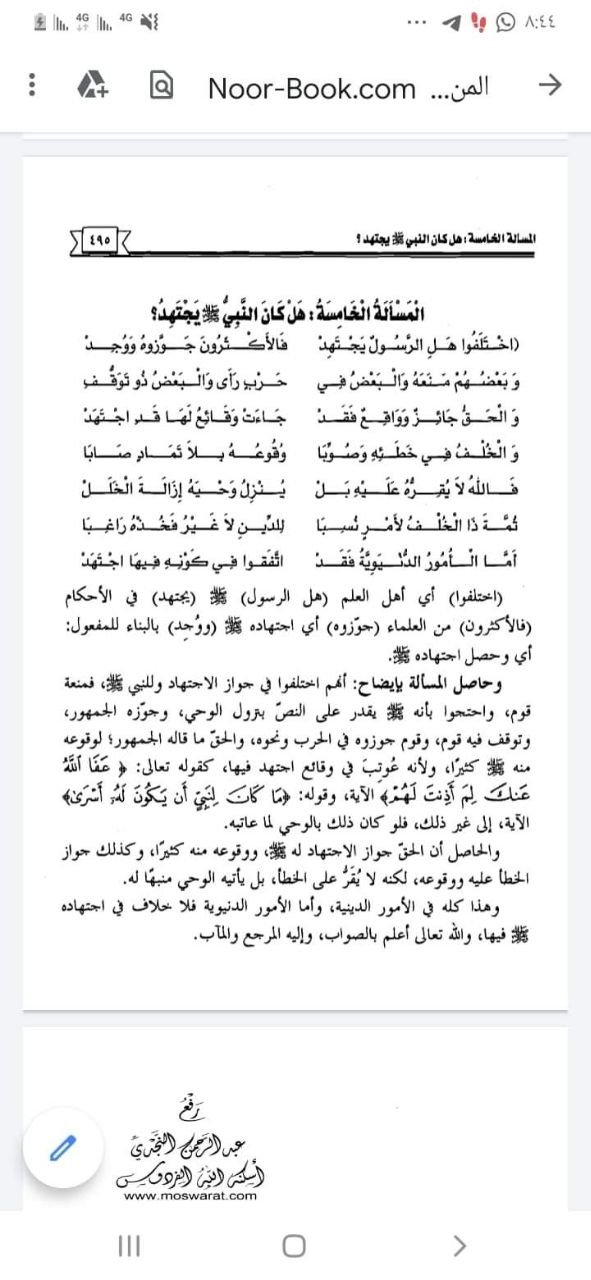 4G 4G ٨:٤٤
المن... Noor-Book.com
المسألة الخامسة: هل كان النبي ﷺ يجتهد؟ ٤٩٥
الْمَسْأَلَةُ الْخَامِسَةُ: هَلْ كَانَ النَّبِيُّ ﷺ يَجْتَهِدُ؟
(اخْتَلَفُوا هَلِ الرَّسُولُ يَجْتَهِدْ فَالأَكْثَرُونَ جَوَّزُوهُ وَوُجِدْ
وَبَعْضُهُمْ مَنَعَهُ وَالْبَعْضُ فِي حَرْبٍ رَأَى وَالْبَعْضُ ذُو تَوَقُّفِ
وَالْحَقُّ جَائِزٌ وَوَاقِعٌ فَقَدْ جَاءَتْ وَقَائِعُ لَهَا قَدِ اجْتَهَدْ
وَالْخُلْفُ فِي خَطَئِهِ وَصُوِّبَا وُقُوعُهُ بِلاَ تَمَادٍ صَابَا
فَاللهُ لاَ يُقِرُّهُ عَلَيْهِ بَلْ يُنْزِلُ وَحْيَهُ إِزَالَةَ الْخَلَلْ
ثُمَّةَ ذَا الْخُلْفُ لأَمْرٍ نُسِبَا لِلدِّينِ لاَ غَيْرُ فَخُذْهُ رَاغِبَا
أَمَّا الأُمُورُ الدُّنْيَوِيَّةُ فَقَدْ اتَّفَقُوا فِي كَوْنِهِ فِيهَا اجْتَهَدْ
(اختلفوا) أي أهل العلم (هل الرسول) ﷺ (يجتهد) في الأحكام
(فالأكثرون) من العلماء (جوّزوه) أي اجتهاده ﷺ (ووُجد) بالبناء للمفعول:
أي وحصل اجتهاده ﷺ.
وحاصل المسألة بإيضاح: أنهم اختلفوا في جواز الاجتهاد وللنبي ﷺ، فمنعة
قوم، واحتجوا بأنه ﷺ يقدر على النصّ بنزول الوحي، وجوّزه الجمهور،
وتوقف فيه قوم، وقوم جوزوه في الحرب ونحوه، والحقّ ما قاله الجمهور؛ لوقوعه
منه ﷺ كثيرًا، ولأنه عُوتِبَ في وقائع اجتهد فيها، كقوله تعالى: ﴿ عَفَا اللَّهُ
عَنكَ لِمَ أَذِنتَ لَهُمْ﴾ الآية، وقوله: ﴿مَا كَانَ لِنَبِيٍّ أَن يَكُونَ لَهُ أَسْرَىٰ﴾
الآية، إلى غير ذلك، فلو كان ذلك بالوحي لما عاتبه.
والحاصل أن الحقّ جواز الاجتهاد له ﷺ، ووقوعه منه كثيرًا، وكذلك جواز
الخطأ عليه ووقوعه، لكنه لا يُقَرُّ على الخطأ، بل يأتيه الوحي منبهًا له.
وهذا كله في الأمور الدينية، وأما الأمور الدنيوية فلا خلاف في اجتهاده
ﷺ فيها، والله تعالى أعلم بالصواب، وإليه المرجع والمآب.
رَفْعُ
عبد الرحمن النجدي
أسكنه الله الفردوس
www.moswarat.com